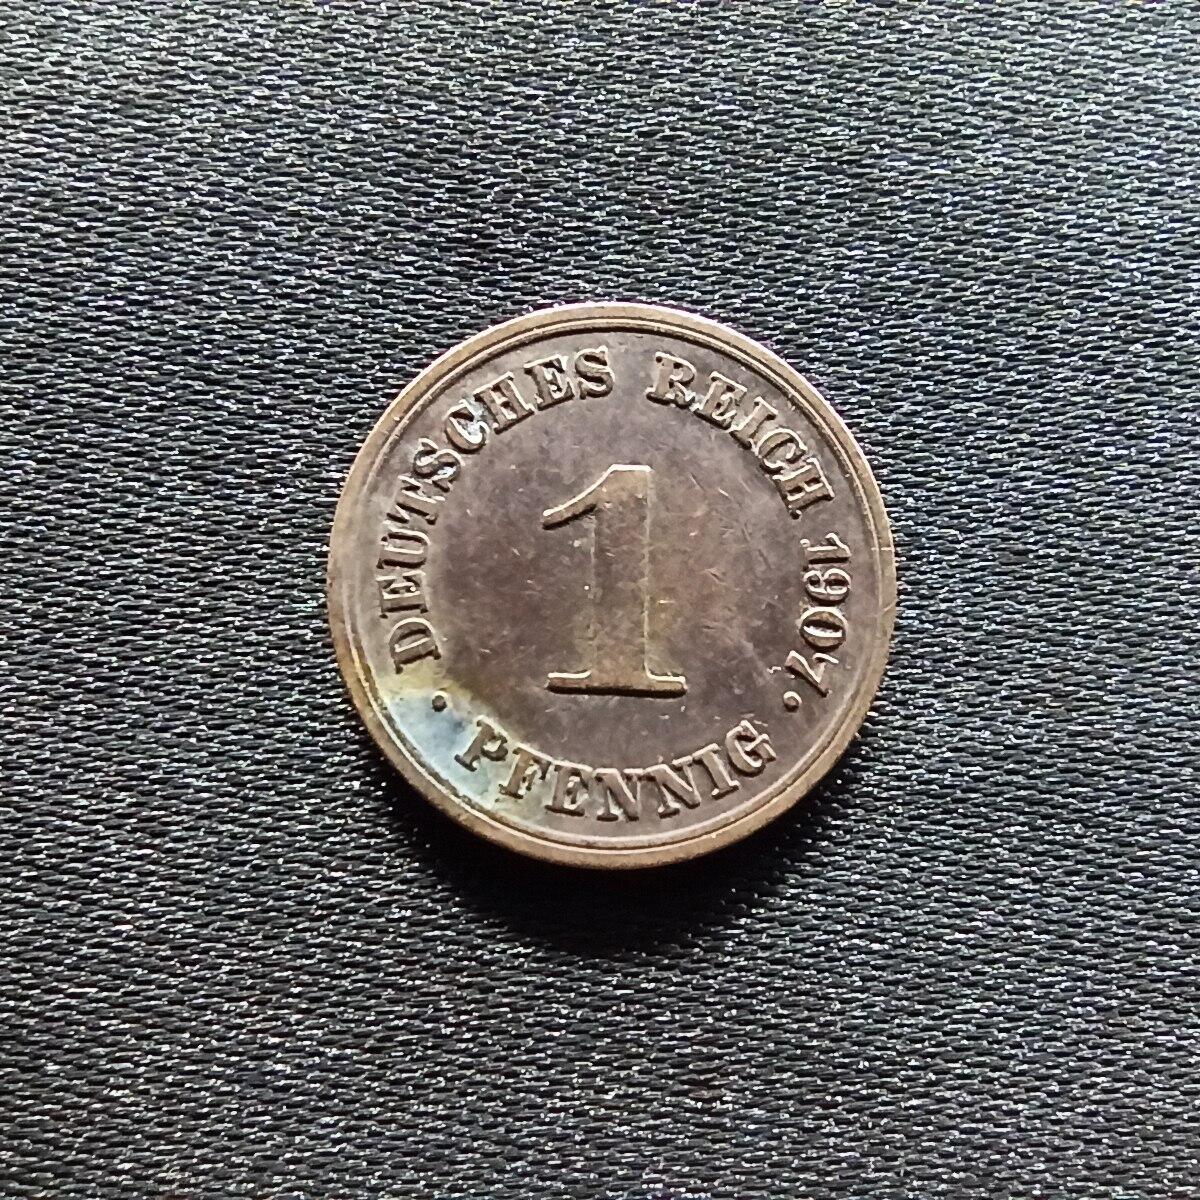 DEUTSCHES REICH 1907
1
• PFENNIG •